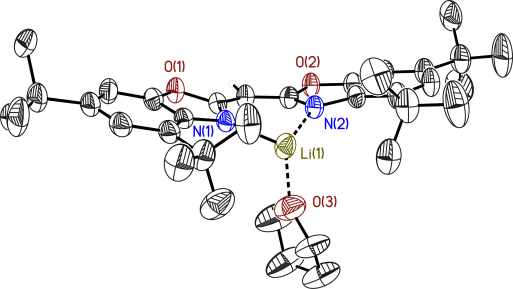 O(1)
O(2)
N(1)
N(2)
Li(1)
O(3)